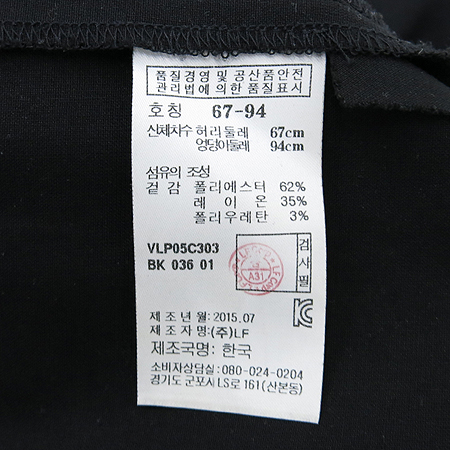 품질경영 및 공산품안전
관리법에 의한 품질표시
호칭 67-94
신체치수 허리둘레 67cm
엉덩이둘레 94cm
섬유의 조성
겉감 폴리에스터 62%
레이온 35%
폴리우레탄 3%
VLP05C303
BK 036 01
검사필
A31
제조년월: 2015.07
제조자명: (주)LF
제조국명: 한국
소비자상담실: 080-024-0204
경기도 군포시 LS로 161(산본동)